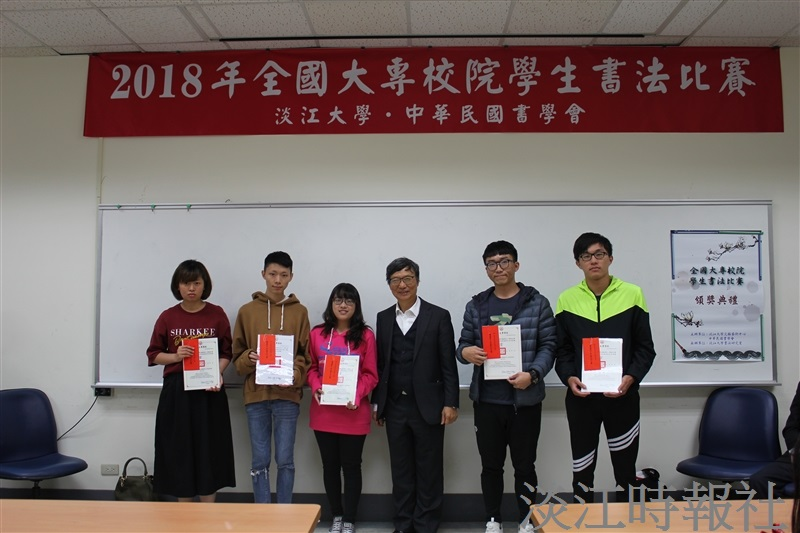 2018年全國大專校院學生書法比賽
淡江大學・中華民國書學會
全國大專校院
學生書法比賽
頒獎典禮
SHARKEE
淡江時報社